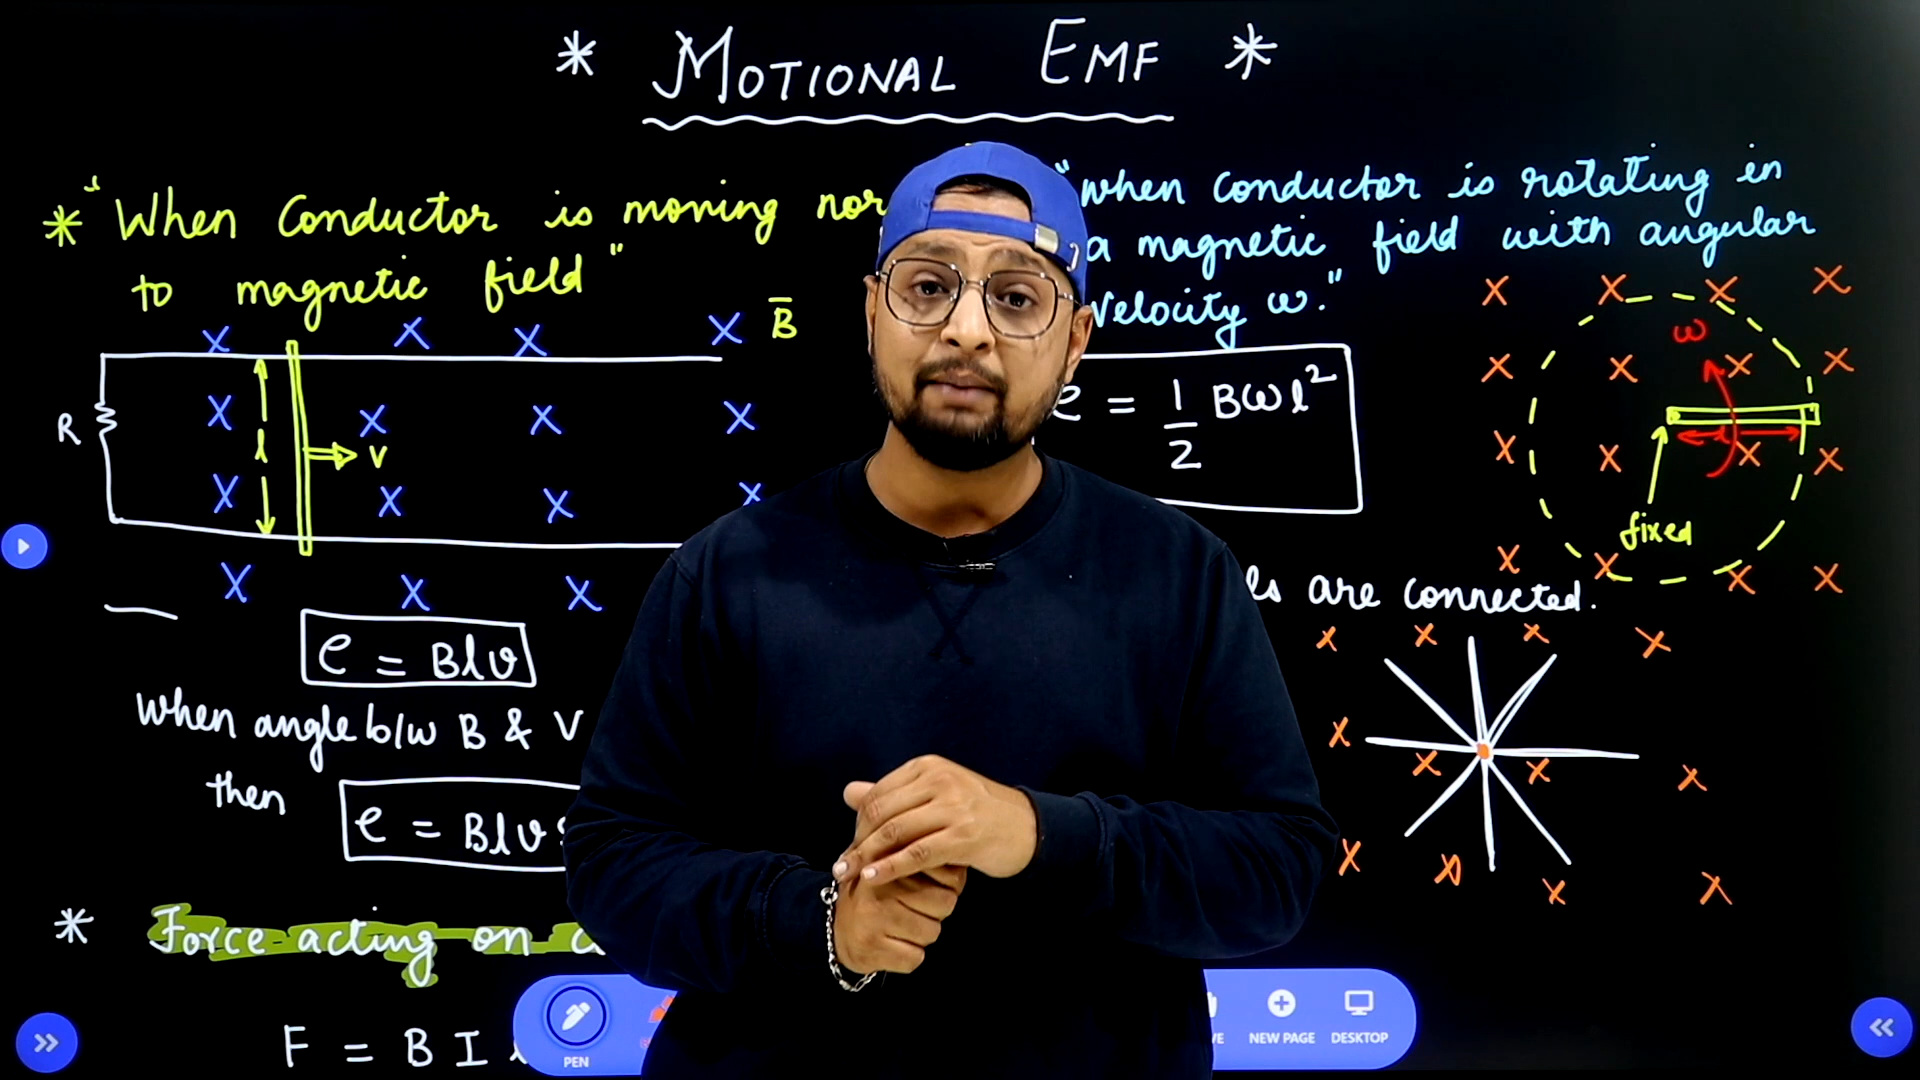 * MOTIONAL EMF *
* " When Conductor is moving nor
to magnetic field "
B
R
l
v
e = Blv
When angle b/w B & V
then
e = Blv
* Force acting on
F = B I
"when conductor is rotating in
a magnetic field with angular
velocity ω."
e = 1/2 Bωl²
ω
l
fixed
are connected.
PEN
NEW PAGE
DESKTOP